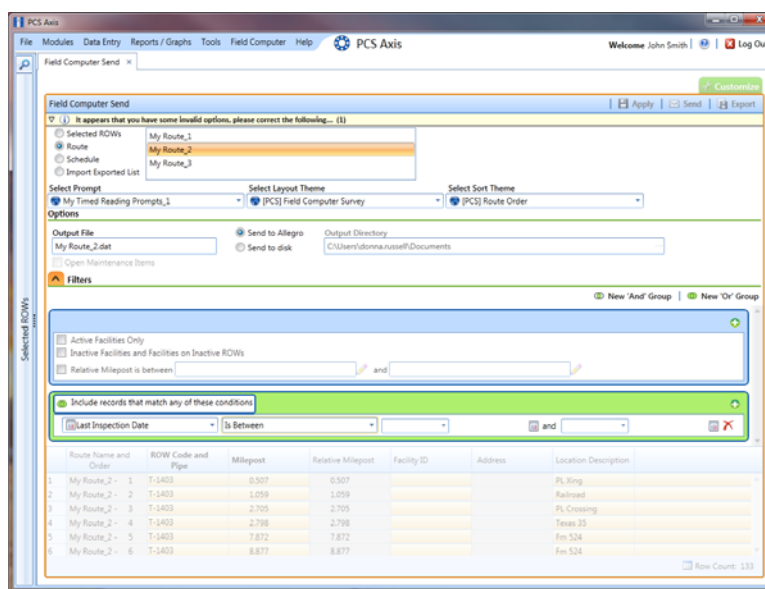 PCS Axis
File Modules Data Entry Reports / Graphs Tools Field Computer Help PCS Axis Welcome John Smith | Log Ou
Field Computer Send ×
Customize
Field Computer Send | Apply | Send | Export
It appears that you have some invalid options, please correct the following... (1)
Selected ROWs
Route
Schedule
Import Exported List
My Route_1
My Route_2
My Route_3
Select Prompt Select Layout Theme Select Sort Theme
My Timed Reading Prompts_1 [PCS] Field Computer Survey [PCS] Route Order
Options
Output File Send to Allegro Output Directory
My Route_2.dat Send to disk C:\Users\donna.russell\Documents
Open Maintenance Items
Filters
New 'And' Group | New 'Or' Group
Selected ROWs
Active Facilities Only
Inactive Facilities and Facilities on Inactive ROWs
Relative Milepost is between and
Include records that match any of these conditions
Last Inspection Date Is Between and
Route Name and Order ROW Code and Pipe Milepost Relative Milepost Facility ID Address Location Description
1 My Route_2 - 1 T-1403 0.507 0.507 PL Xing
2 My Route_2 - 2 T-1403 1.059 1.059 Railroad
3 My Route_2 - 3 T-1403 2.705 2.705 PL Crossing
4 My Route_2 - 4 T-1403 2.798 2.798 Texas 35
5 My Route_2 - 5 T-1403 7.872 7.872 Fm 524
6 My Route_2 - 6 T-1403 8.877 8.877 Fm 524
Row Count: 133